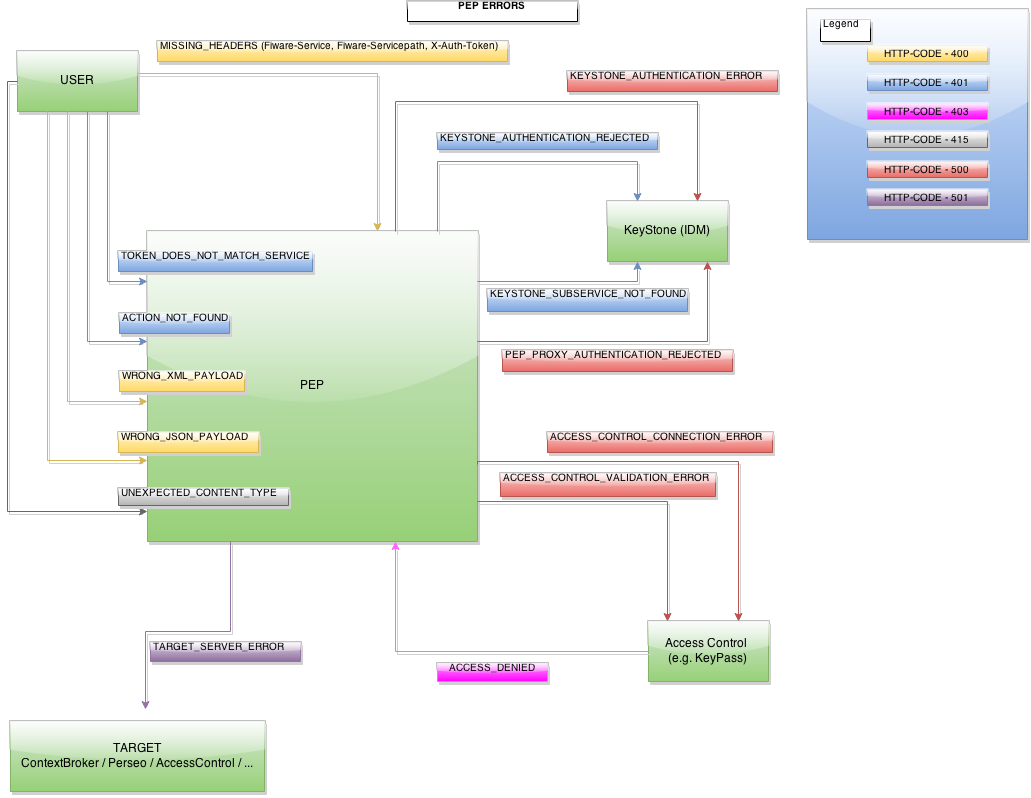 PEP ERRORS
Legend
MISSING_HEADERS (Fiware-Service, Fiware-Servicepath, X-Auth-Token)
HTTP-CODE - 400
USER
KEYSTONE_AUTHENTICATION_ERROR
HTTP-CODE - 401
HTTP-CODE - 403
KEYSTONE_AUTHENTICATION_REJECTED
HTTP-CODE - 415
HTTP-CODE - 500
HTTP-CODE - 501
KeyStone (IDM)
TOKEN_DOES_NOT_MATCH_SERVICE
KEYSTONE_SUBSERVICE_NOT_FOUND
ACTION_NOT_FOUND
PEP_PROXY_AUTHENTICATION_REJECTED
WRONG_XML_PAYLOAD
PEP
WRONG_JSON_PAYLOAD
ACCESS_CONTROL_CONNECTION_ERROR
ACCESS_CONTROL_VALIDATION_ERROR
UNEXPECTED_CONTENT_TYPE
TARGET_SERVER_ERROR
Access Control
(e.g. KeyPass)
ACCESS_DENIED
TARGET
ContextBroker / Perseo / AccessControl / ...